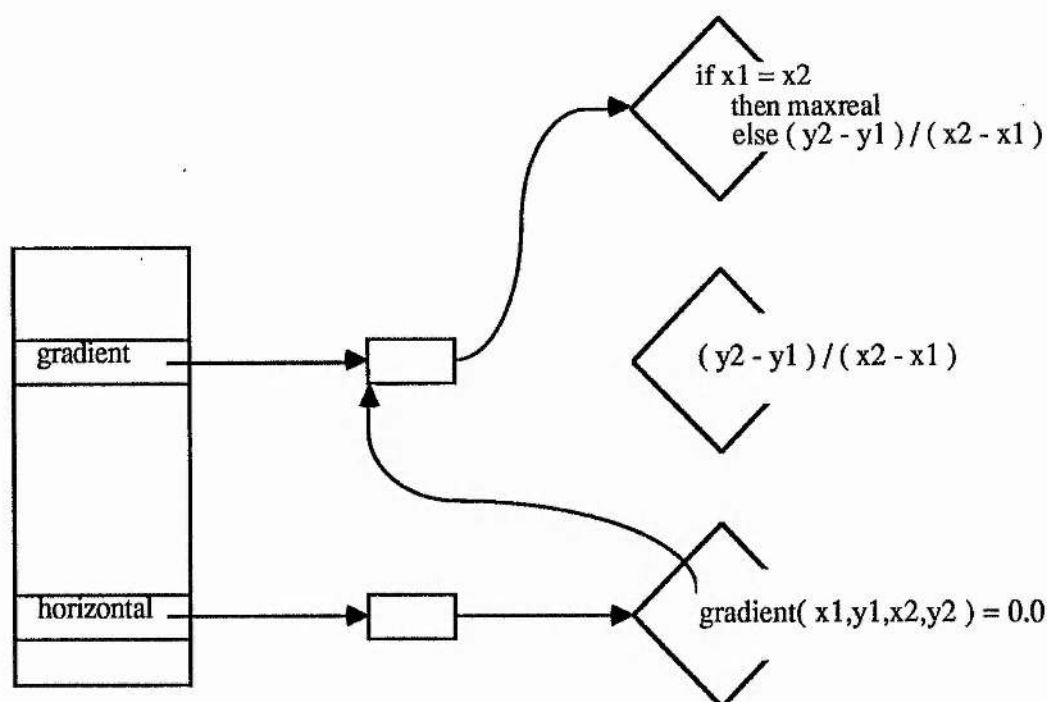 if x1 = x2
then maxreal
else ( y2 - y1 ) / ( x2 - x1 )
gradient
( y2 - y1 ) / ( x2 - x1 )
horizontal
gradient( x1,y1,x2,y2 ) = 0.0